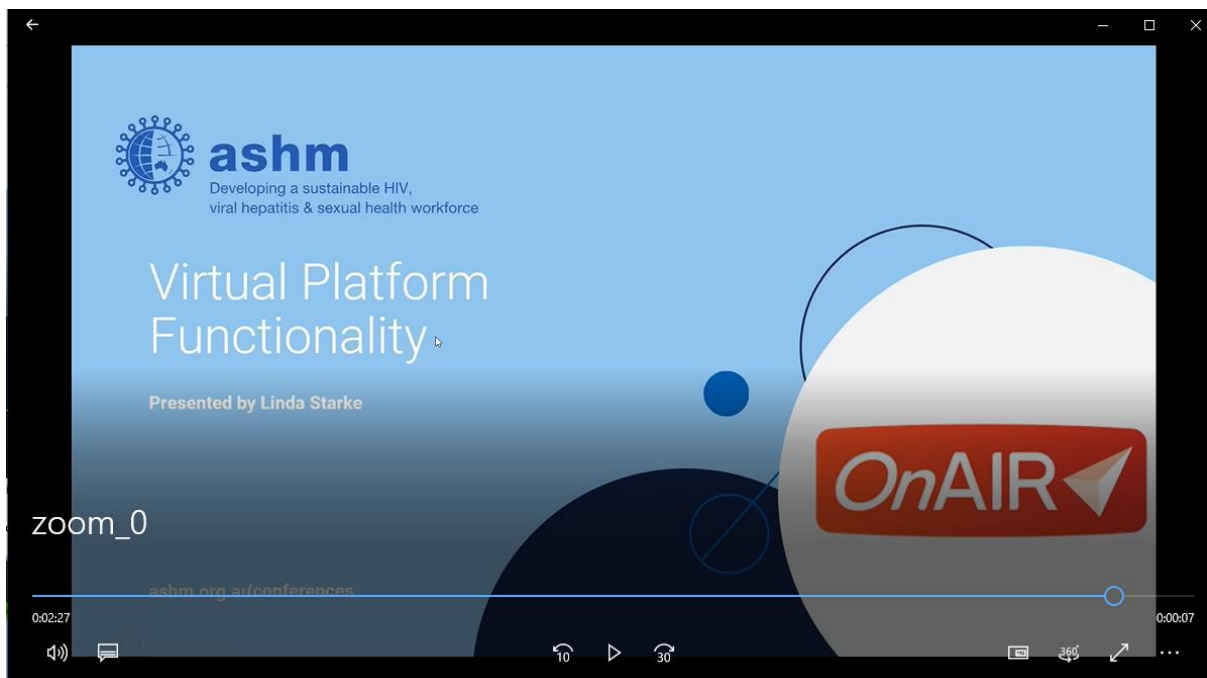 ashm
Developing a sustainable HIV,
viral hepatitis & sexual health workforce
Virtual Platform
Functionality
Presented by Linda Starke
OnAIR
zoom_0
ashm.org.au/conferences
0:02:27
0:00:07
10
30
360°